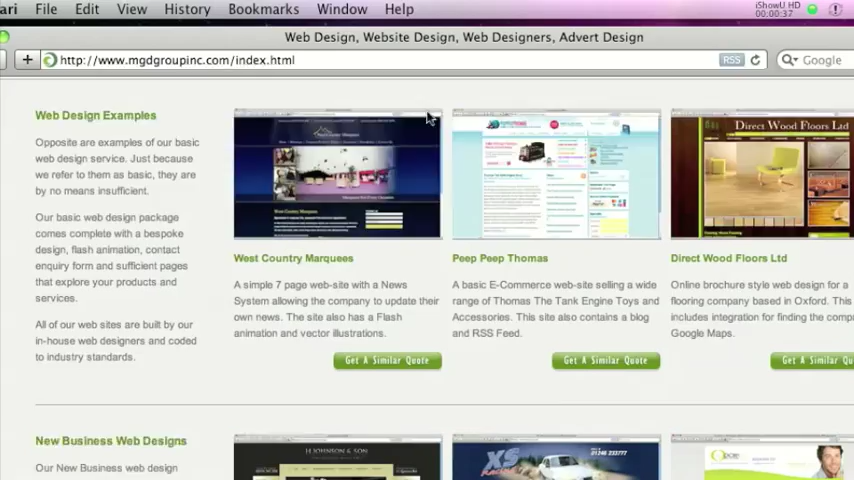 ari File Edit View History Bookmarks Window Help
iShowU HD
00:00:37
Web Design, Website Design, Web Designers, Advert Design
http://www.mgdgroupinc.com/index.html
RSS
Google
Web Design Examples
Opposite are examples of our basic
web design service. Just because
we refer to them as basic, they are
by no means insufficient.
Our basic web design package
comes complete with a bespoke
design, flash animation, contact
enquiry form and sufficient pages
that explore your products and
services.
All of our web sites are built by our
in-house web designers and coded
to industry standards.
West Country Marquees
A simple 7 page web-site with a News
System allowing the company to update their
own news. The site also has a Flash
animation and vector illustrations.
Get A Similar Quote
Peep Peep Thomas
A basic E-Commerce web-site selling a wide
range of Thomas The Tank Engine Toys and
Accessories. This site also contains a blog
and RSS Feed.
Get A Similar Quote
Direct Wood Floors Ltd
Direct Wood Floors Ltd
Online brochure style web design for a
flooring company based in Oxford. This
includes integration for finding the comp
Google Maps.
Get A Similar Quo
New Business Web Designs
Our New Business web design
H JOHNSON & SON
XS
01246 233777